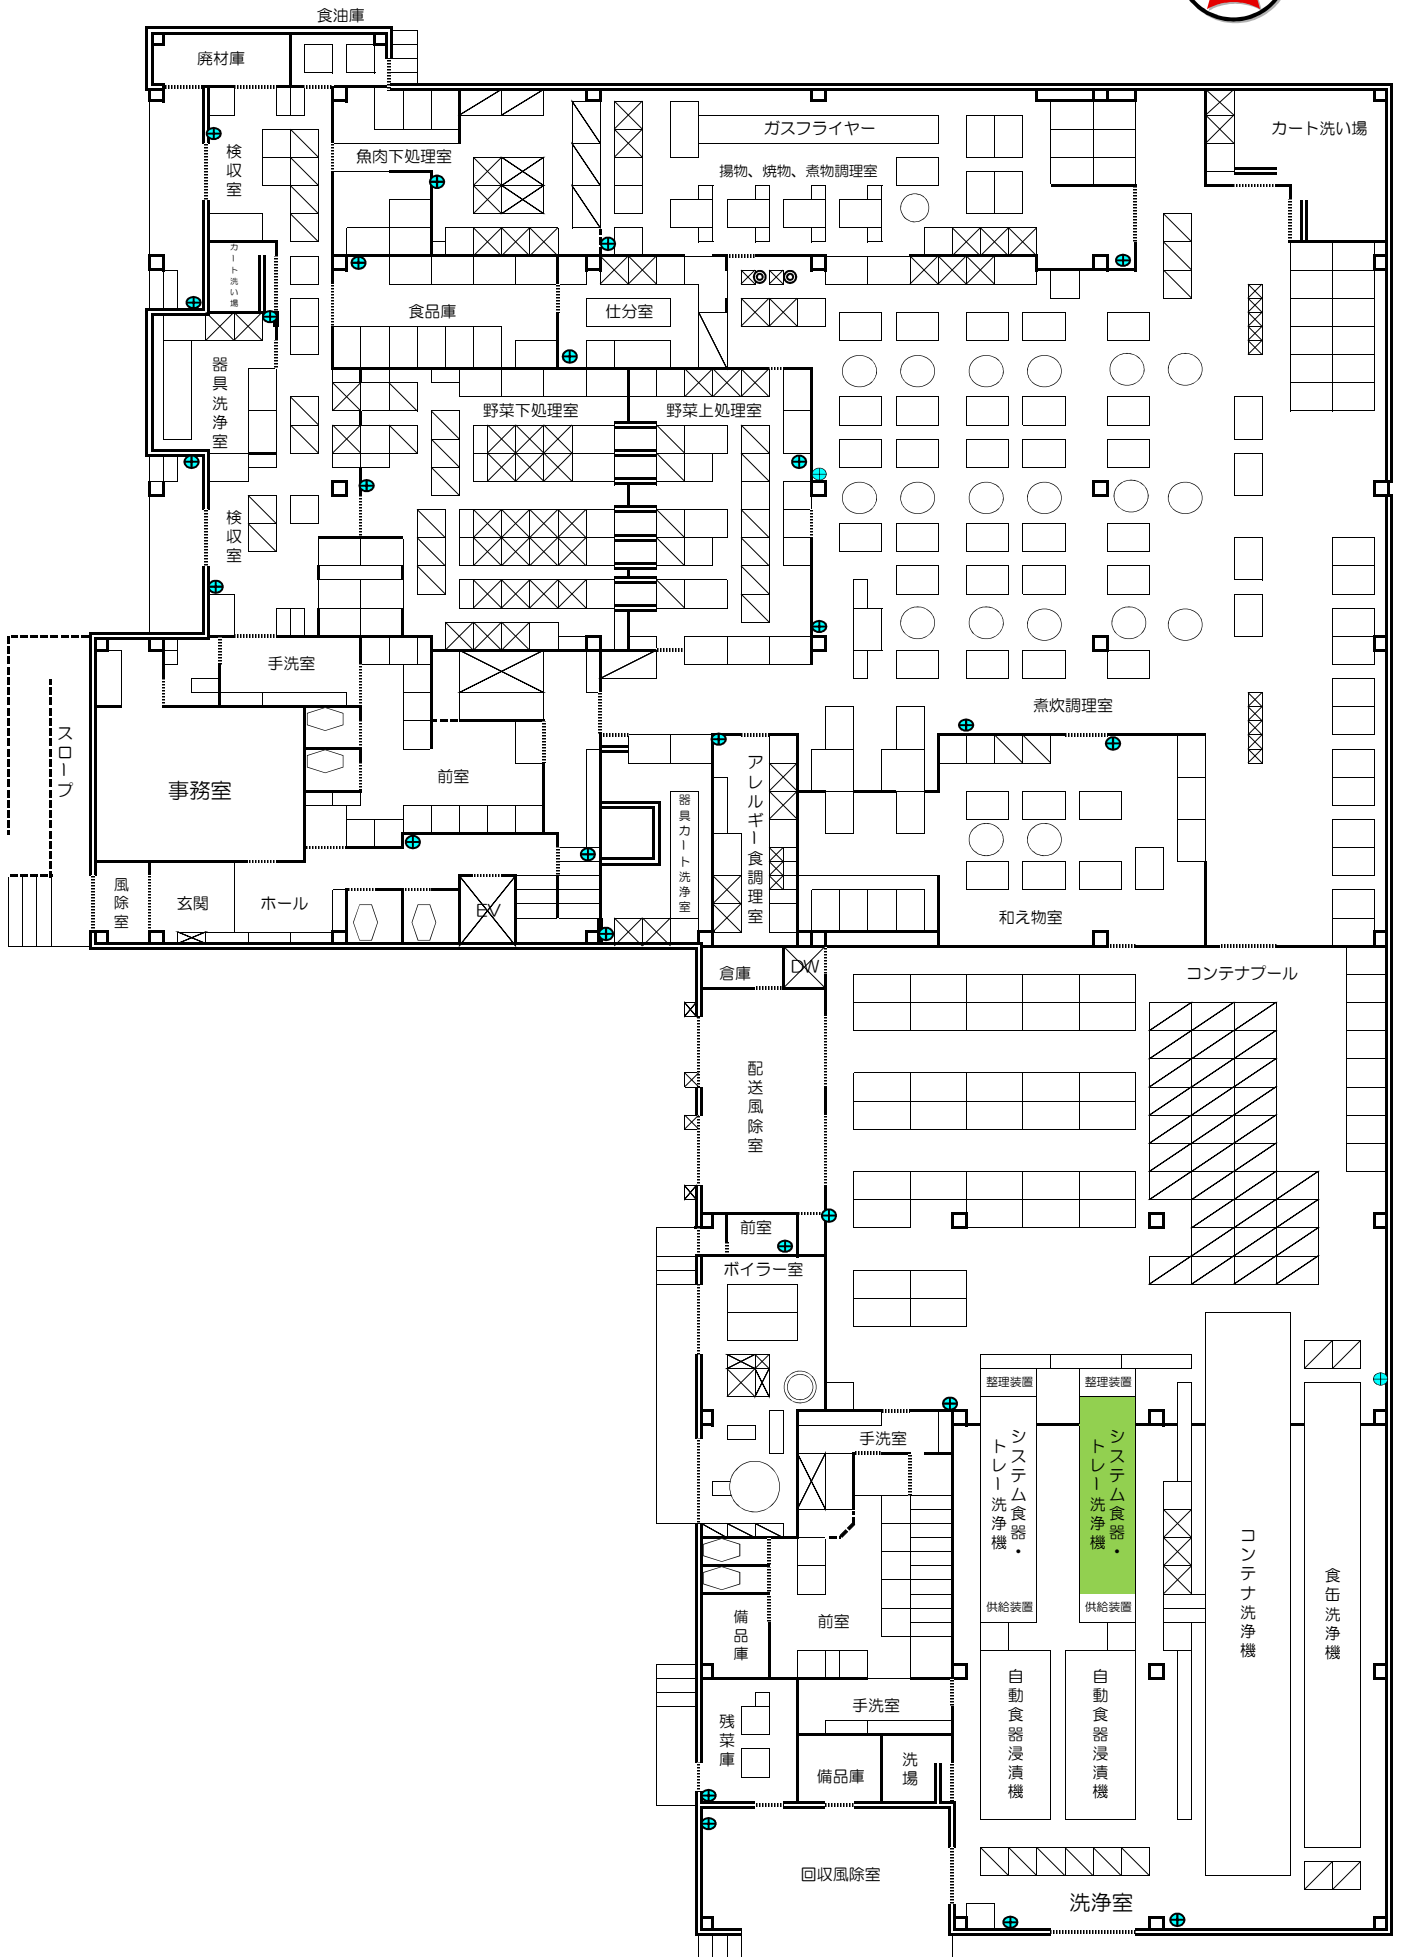 食油庫
廃材庫
検収室
魚肉下処理室
ガスフライヤー
揚物、焼物、煮物調理室
カート洗い場
カート洗い場
食品庫
仕分室
器具洗浄室
野菜下処理室
野菜上処理室
検収室
手洗室
スロープ
事務室
前室
煮炊調理室
アレルギー食調理室
器具カート洗浄室
風除室
玄関
ホール
EV
和え物室
倉庫
DW
コンテナプール
配送風除室
前室
ボイラー室
整理装置
整理装置
手洗室
システム食器・
トレー洗浄機
システム食器・
トレー洗浄機
コンテナ洗浄機
食缶洗浄機
供給装置
供給装置
備品庫
前室
自動食器浸漬機
自動食器浸漬機
手洗室
残菜庫
備品庫
洗場
回収風除室
洗浄室